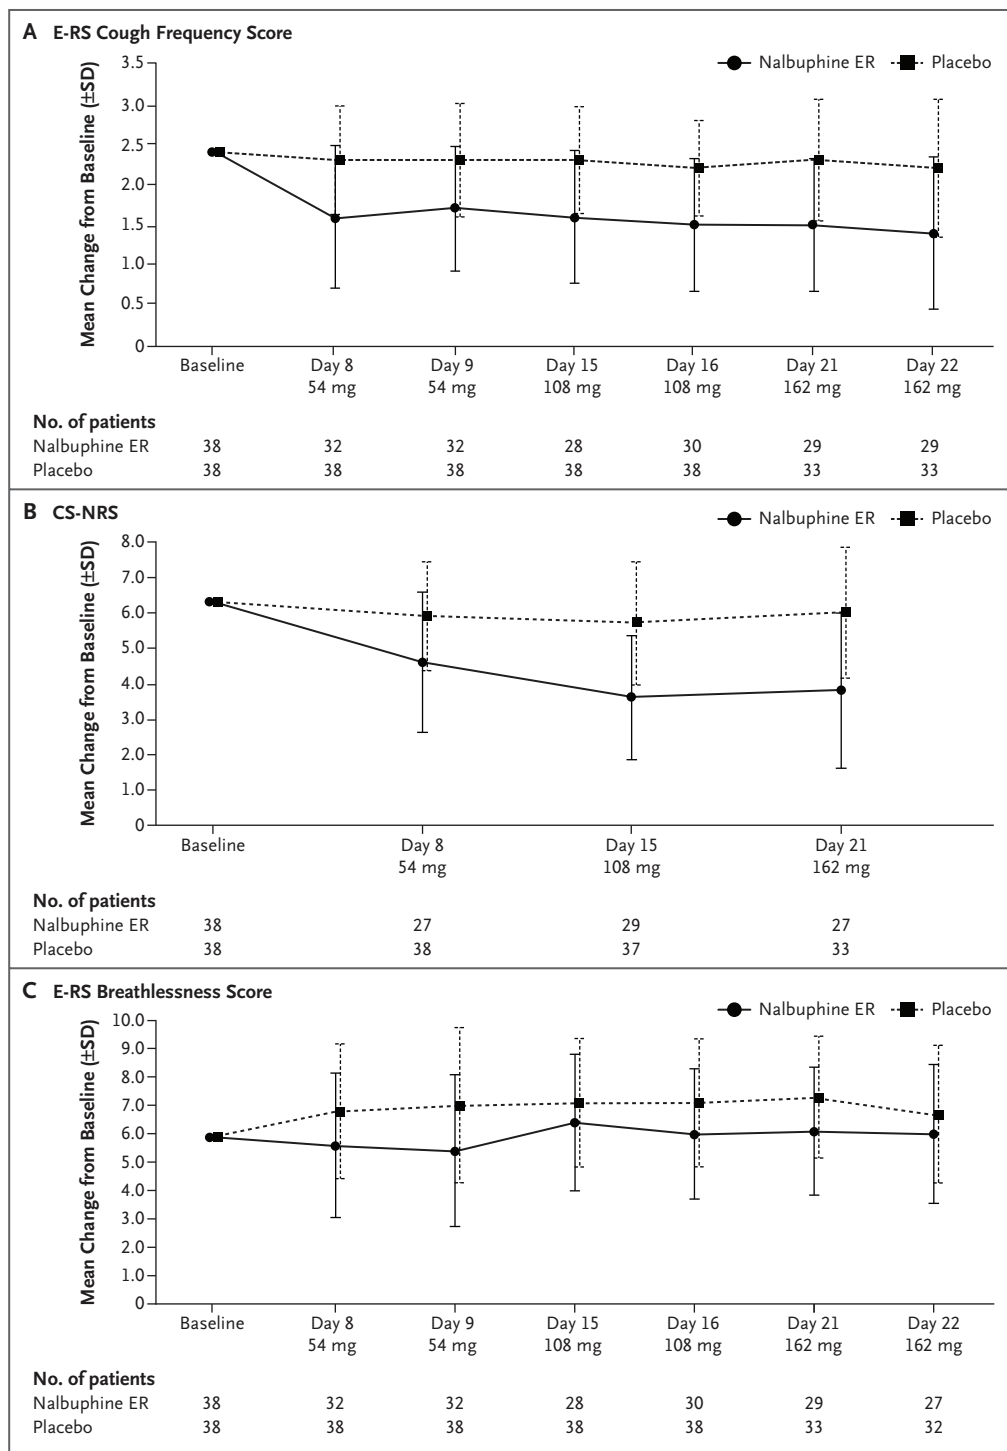 A E-RS Cough Frequency Score
Nalbuphine ER Placebo
Mean Change from Baseline (±SD)
3.5
3.0
2.5
2.0
1.5
1.0
0.5
0
Baseline Day 8 Day 9 Day 15 Day 16 Day 21 Day 22
54 mg 54 mg 108 mg 108 mg 162 mg 162 mg
No. of patients
Nalbuphine ER 38 32 32 28 30 29 29
Placebo 38 38 38 38 38 33 33
B CS-NRS
Nalbuphine ER Placebo
Mean Change from Baseline (±SD)
8.0
7.0
6.0
5.0
4.0
3.0
2.0
1.0
0
Baseline Day 8 Day 15 Day 21
54 mg 108 mg 162 mg
No. of patients
Nalbuphine ER 38 27 29 27
Placebo 38 38 37 33
C E-RS Breathlessness Score
Nalbuphine ER Placebo
Mean Change from Baseline (±SD)
10.0
9.0
8.0
7.0
6.0
5.0
4.0
3.0
2.0
1.0
0
Baseline Day 8 Day 9 Day 15 Day 16 Day 21 Day 22
54 mg 54 mg 108 mg 108 mg 162 mg 162 mg
No. of patients
Nalbuphine ER 38 32 32 28 30 29 27
Placebo 38 38 38 38 38 33 32